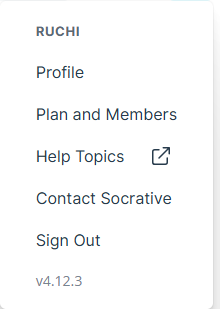 RUCHI
Profile
Plan and Members
Help Topics
Contact Socrative
Sign Out
v4.12.3